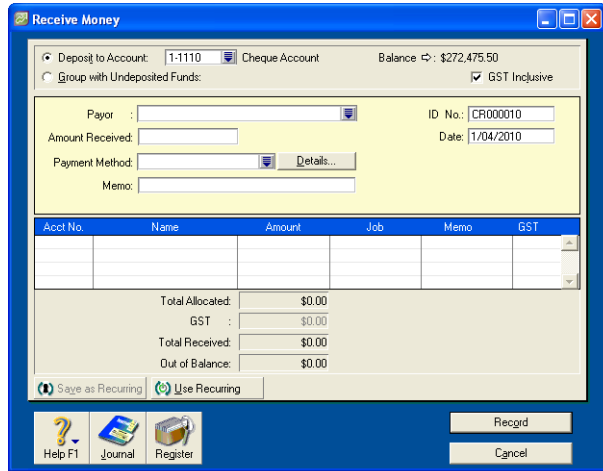 Receive Money
Deposit to Account: 1-1110 Cheque Account Balance ⇨: $272,475.50
Group with Undeposited Funds: GST Inclusive
Payor : ID No.: CR000010
Amount Received: Date: 1/04/2010
Payment Method: Details...
Memo:
Acct No. Name Amount Job Memo GST
Total Allocated: $0.00
GST : $0.00
Total Received: $0.00
Out of Balance: $0.00
Save as Recurring Use Recurring
Help F1 Journal Register Record
Cancel